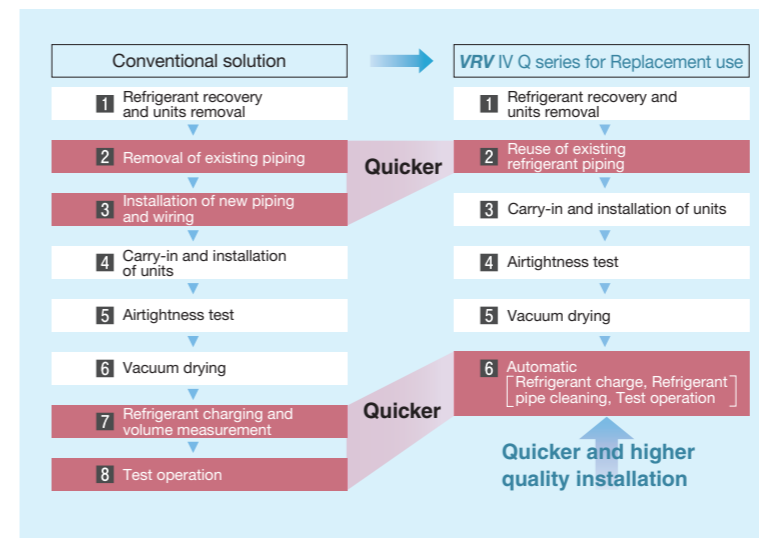 Conventional solution
1 Refrigerant recovery
and units removal
2 Removal of existing piping
3 Installation of new piping
and wiring
4 Carry-in and installation
of units
5 Airtightness test
6 Vacuum drying
7 Refrigerant charging and
volume measurement
8 Test operation
Quicker
Quicker
VRV IV Q series for Replacement use
1 Refrigerant recovery and
units removal
2 Reuse of existing
refrigerant piping
3 Carry-in and installation of units
4 Airtightness test
5 Vacuum drying
6 Automatic
[Refrigerant charge, Refrigerant
pipe cleaning, Test operation]
Quicker and higher
quality installation